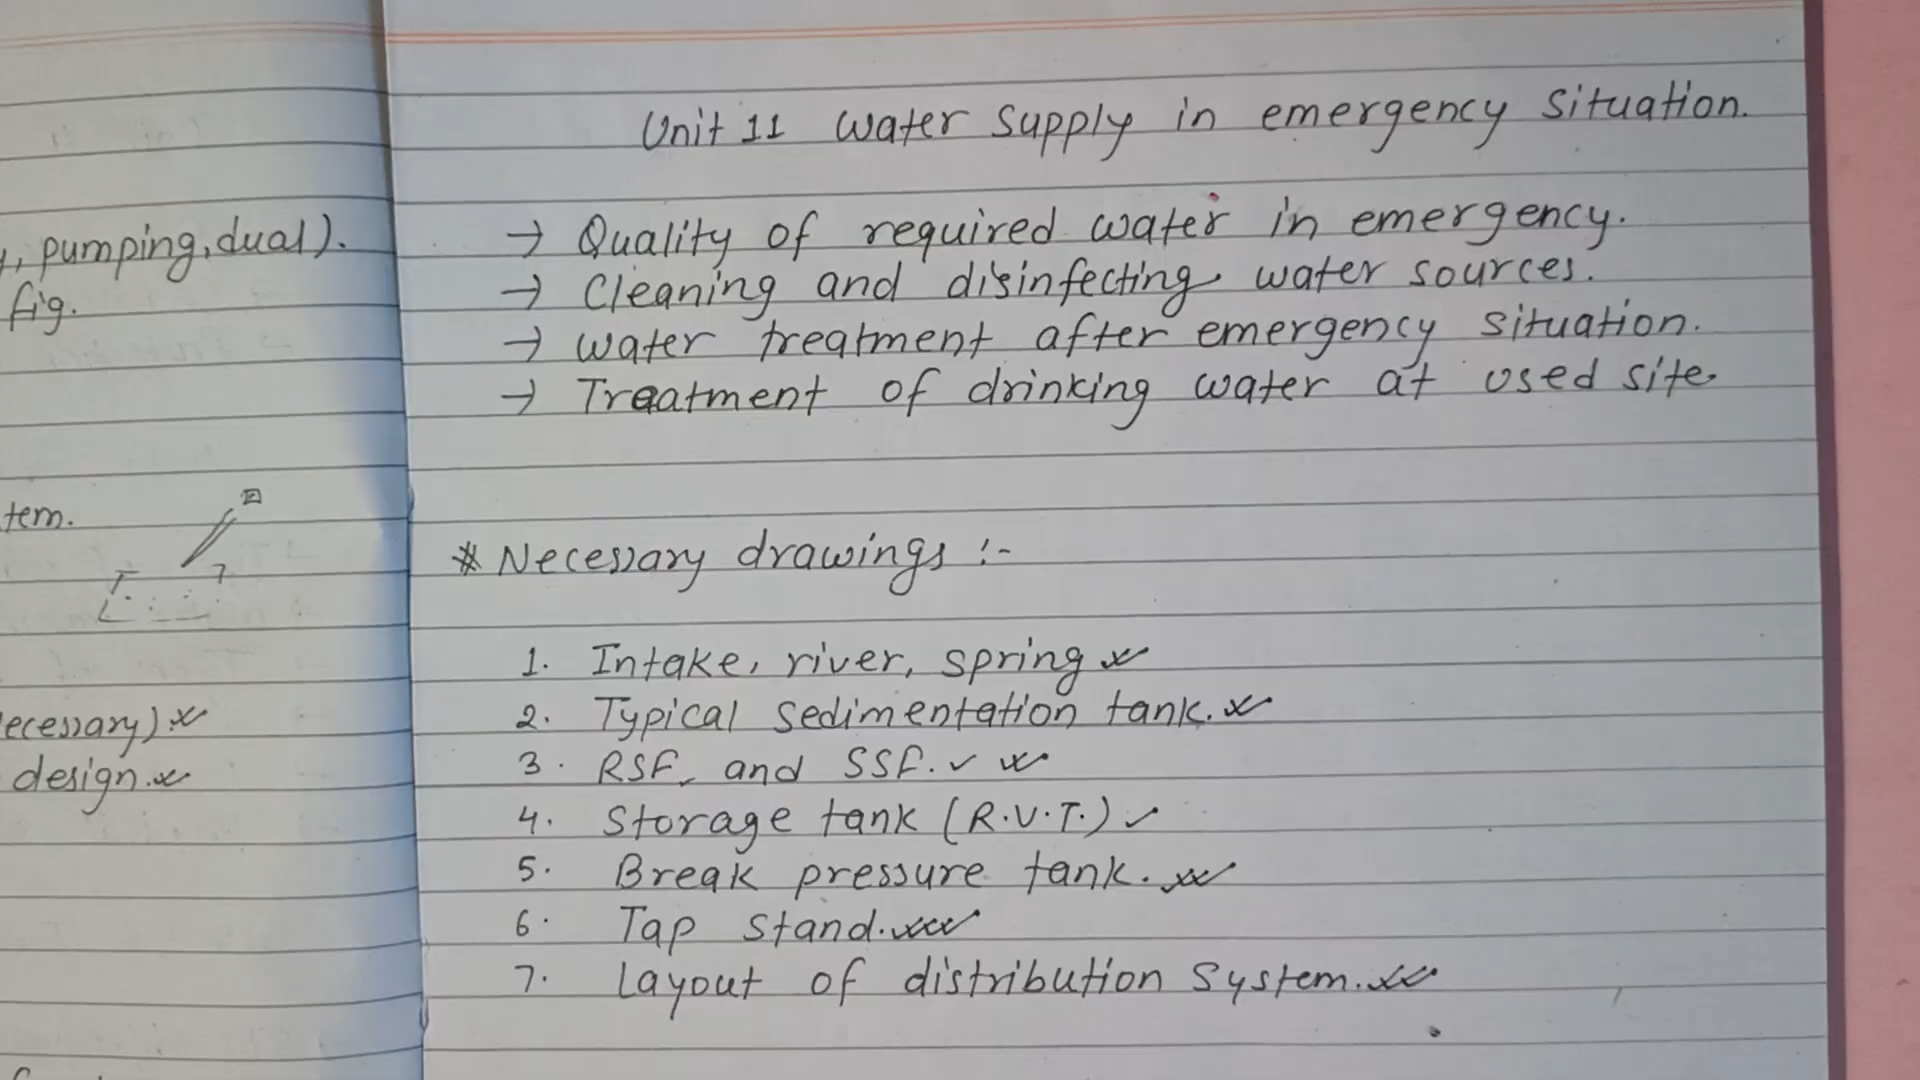 , pumping, dual).
fig.
tem.
ecessary)
design.
Unit 11 Water Supply in emergency situation.
→ Quality of required water in emergency.
→ Cleaning and disinfecting water sources.
→ Water treatment after emergency situation.
→ Treatment of drinking water at used site.
* Necessary drawings :-
1. Intake, river, spring
2. Typical sedimentation tank.
3. RSF, and SSF. ✓
4. Storage tank (R.V.T.) ✓
5. Break pressure tank.
6. Tap stand.
7. Layout of distribution system.